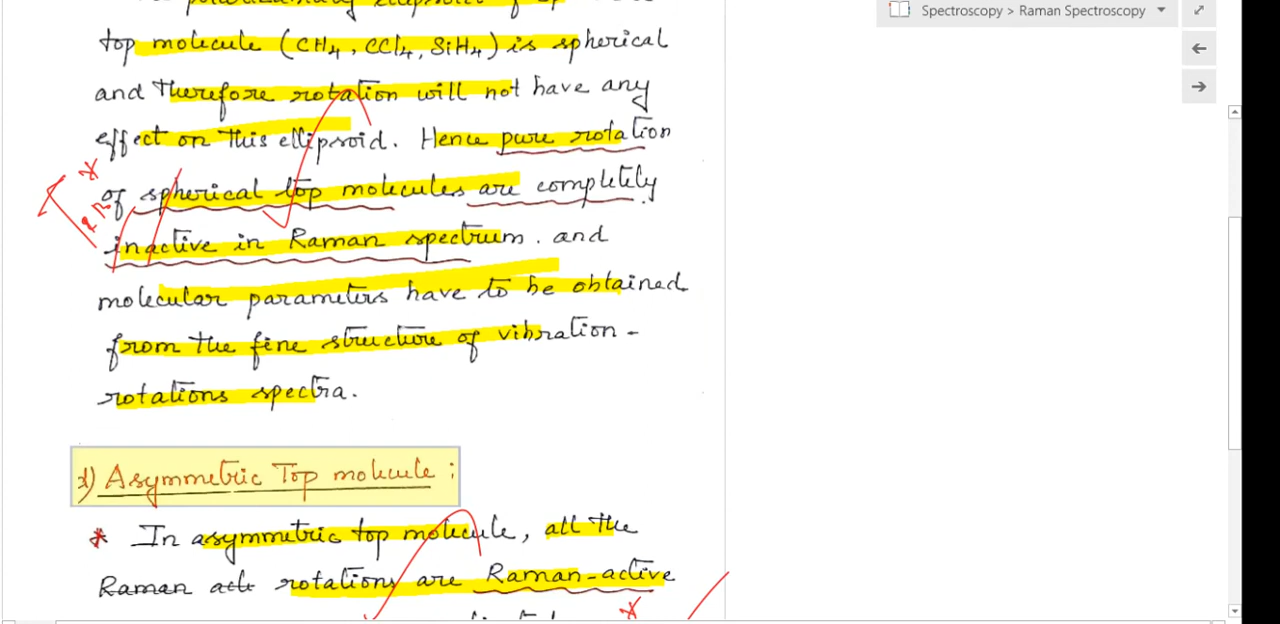 Spectroscopy > Raman Spectroscopy
top molecule (CH4, CCl4, SiH4) is spherical
and therefore rotation will not have any
effect on this ellipsoid. Hence pure rotation
of spherical top molecules are completely
inactive in Raman spectrum. and
molecular parameters have to be obtained
from the fine structure of vibration-
rotations spectra.
d) Asymmetric Top molecule:
* In asymmetric top molecule, all the
Raman acti rotations are Raman-active